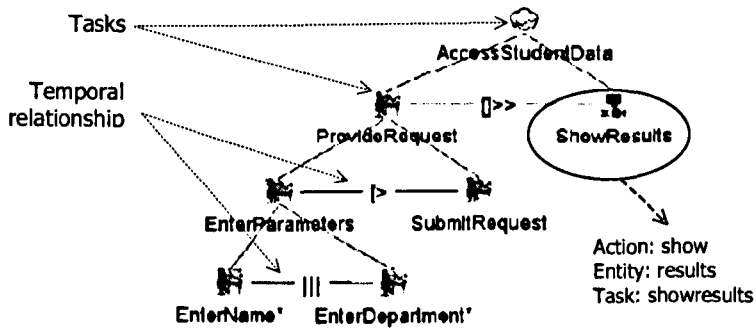 Tasks
AccessStudentData
Temporal
relationship
[]>>
ProvideRequest
ShowResults
[>
EnterParameters
SubmitRequest
Action: show
Entity: results
Task: showresults
|||
EnterName*
EnterDepartment*